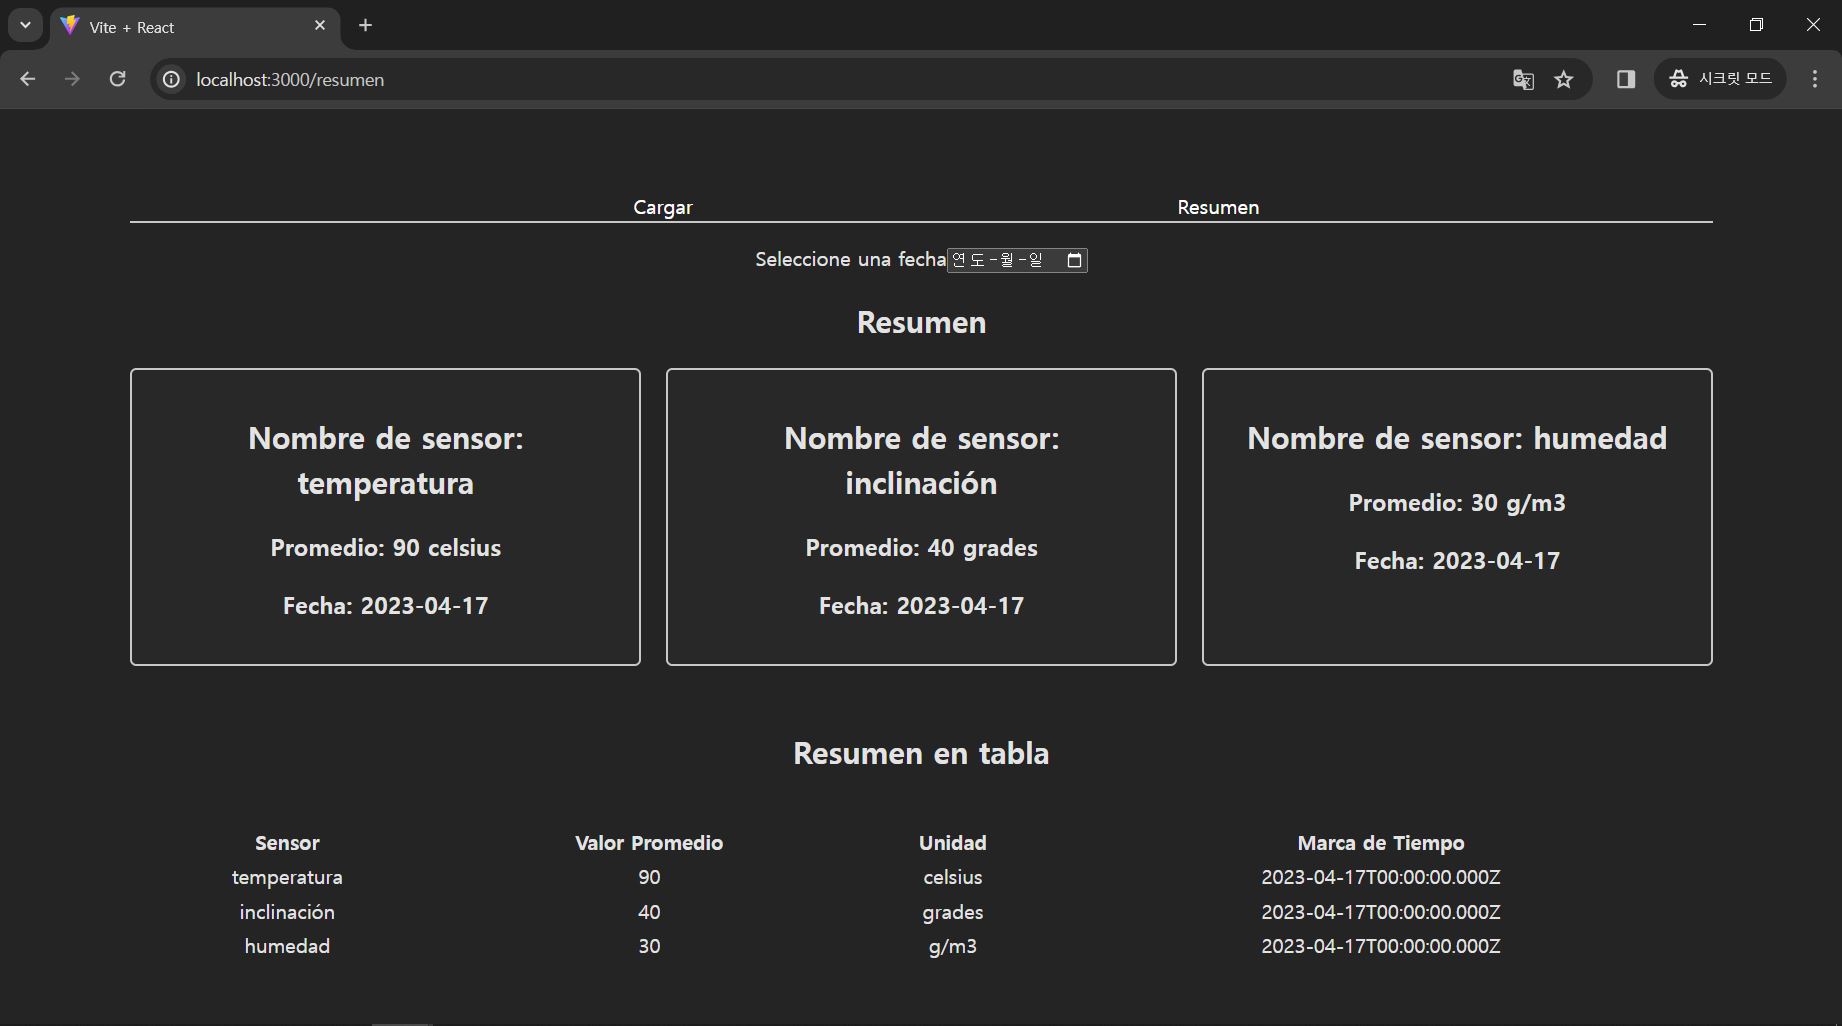 Vite + React
localhost:3000/resumen
시크릿 모드
Cargar Resumen
Seleccione una fecha 연도-월-일
Resumen
Nombre de sensor:
temperatura
Promedio: 90 celsius
Fecha: 2023-04-17
Nombre de sensor:
inclinación
Promedio: 40 grades
Fecha: 2023-04-17
Nombre de sensor: humedad
Promedio: 30 g/m3
Fecha: 2023-04-17
Resumen en tabla
Sensor Valor Promedio Unidad Marca de Tiempo
temperatura 90 celsius 2023-04-17T00:00:00.000Z
inclinación 40 grades 2023-04-17T00:00:00.000Z
humedad 30 g/m3 2023-04-17T00:00:00.000Z